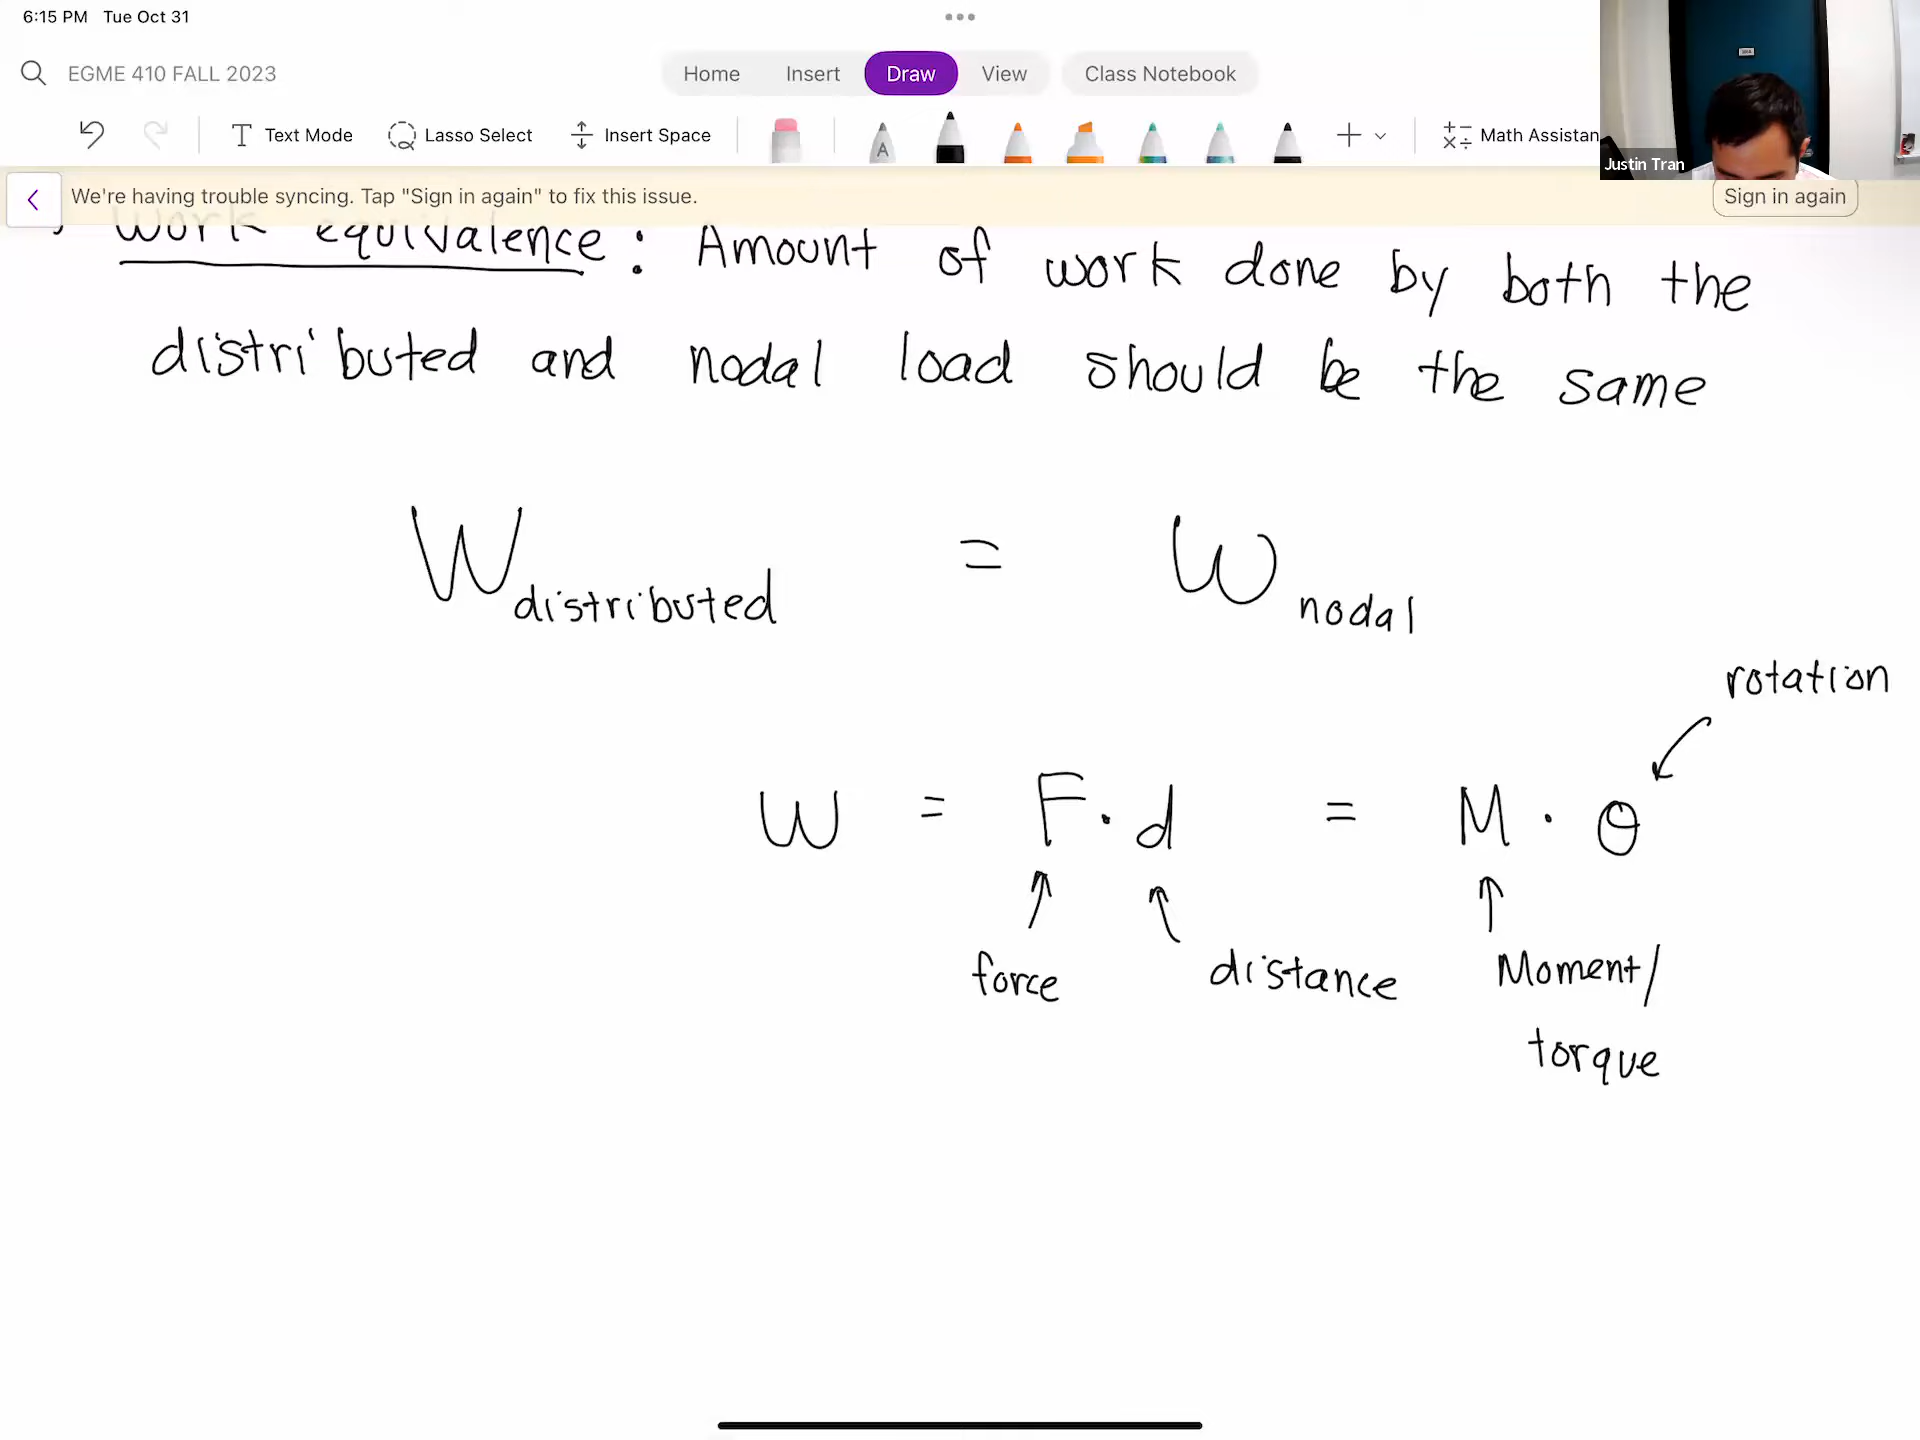 6:15 PM Tue Oct 31
EGME 410 FALL 2023
Home Insert Draw View Class Notebook
Text Mode Lasso Select Insert Space A Math Assistan
Justin Tran
We're having trouble syncing. Tap "Sign in again" to fix this issue.
Sign in again
Work equivalence: Amount of work done by both the
distributed and nodal load should be the same
W distributed = W nodal
rotation
W = F · d = M · θ
force distance Moment/
torque